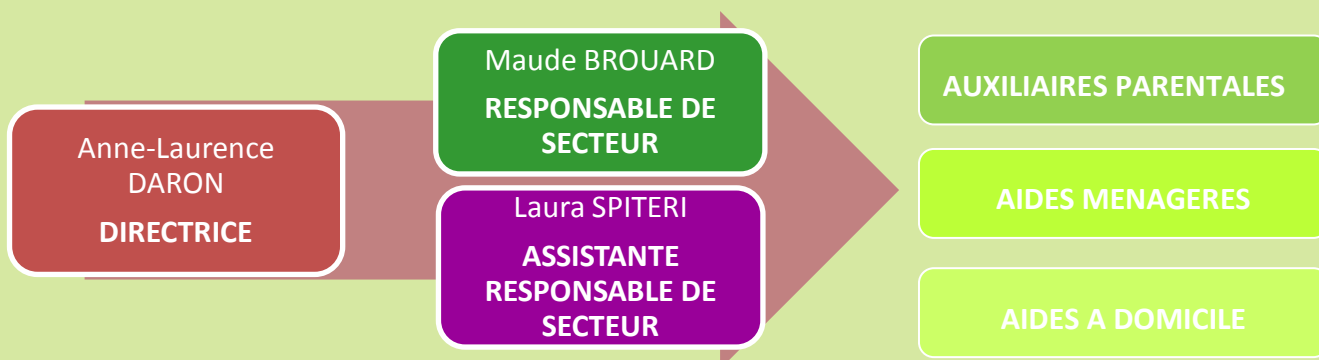 Anne-Laurence
DARON
DIRECTRICE
Maude BROUARD
RESPONSABLE DE
SECTEUR
Laura SPITERI
ASSISTANTE
RESPONSABLE DE
SECTEUR
AUXILIAIRES PARENTALES
AIDES MENAGERES
AIDES A DOMICILE